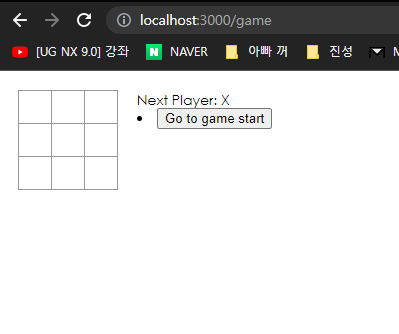 localhost:3000/game
[UG NX 9.0] 강좌 NAVER 아빠 꺼 진성 M
Next Player: X
Go to game start